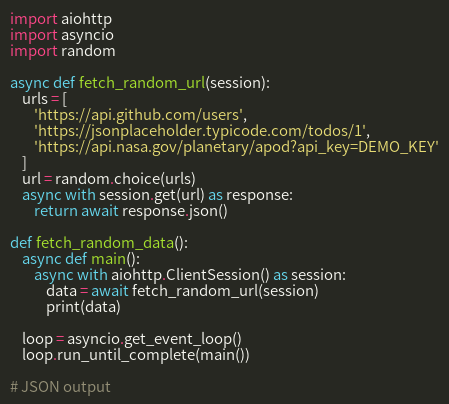 import aiohttp
import asyncio
import random

async def fetch_random_url(session):
    urls = [
        'https://api.github.com/users',
        'https://jsonplaceholder.typicode.com/todos/1',
        'https://api.nasa.gov/planetary/apod?api_key=DEMO_KEY'
    ]
    url = random.choice(urls)
    async with session.get(url) as response:
        return await response.json()

def fetch_random_data():
    async def main():
        async with aiohttp.ClientSession() as session:
            data = await fetch_random_url(session)
            print(data)

    loop = asyncio.get_event_loop()
    loop.run_until_complete(main())

# JSON output